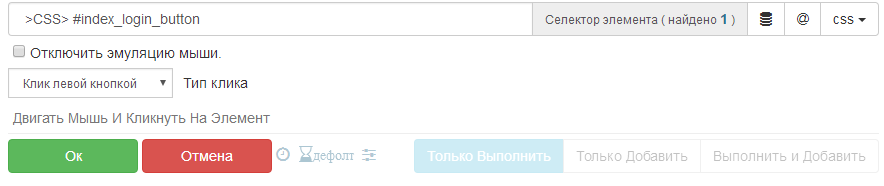 >CSS> #index_login_button Селектор элемента ( найдено 1 ) @ css
Отключить эмуляцию мыши.
Клик левой кнопкой Тип клика
Двигать Мышь И Кликнуть На Элемент
Ок Отмена дефолт Только Выполнить Только Добавить Выполнить и Добавить